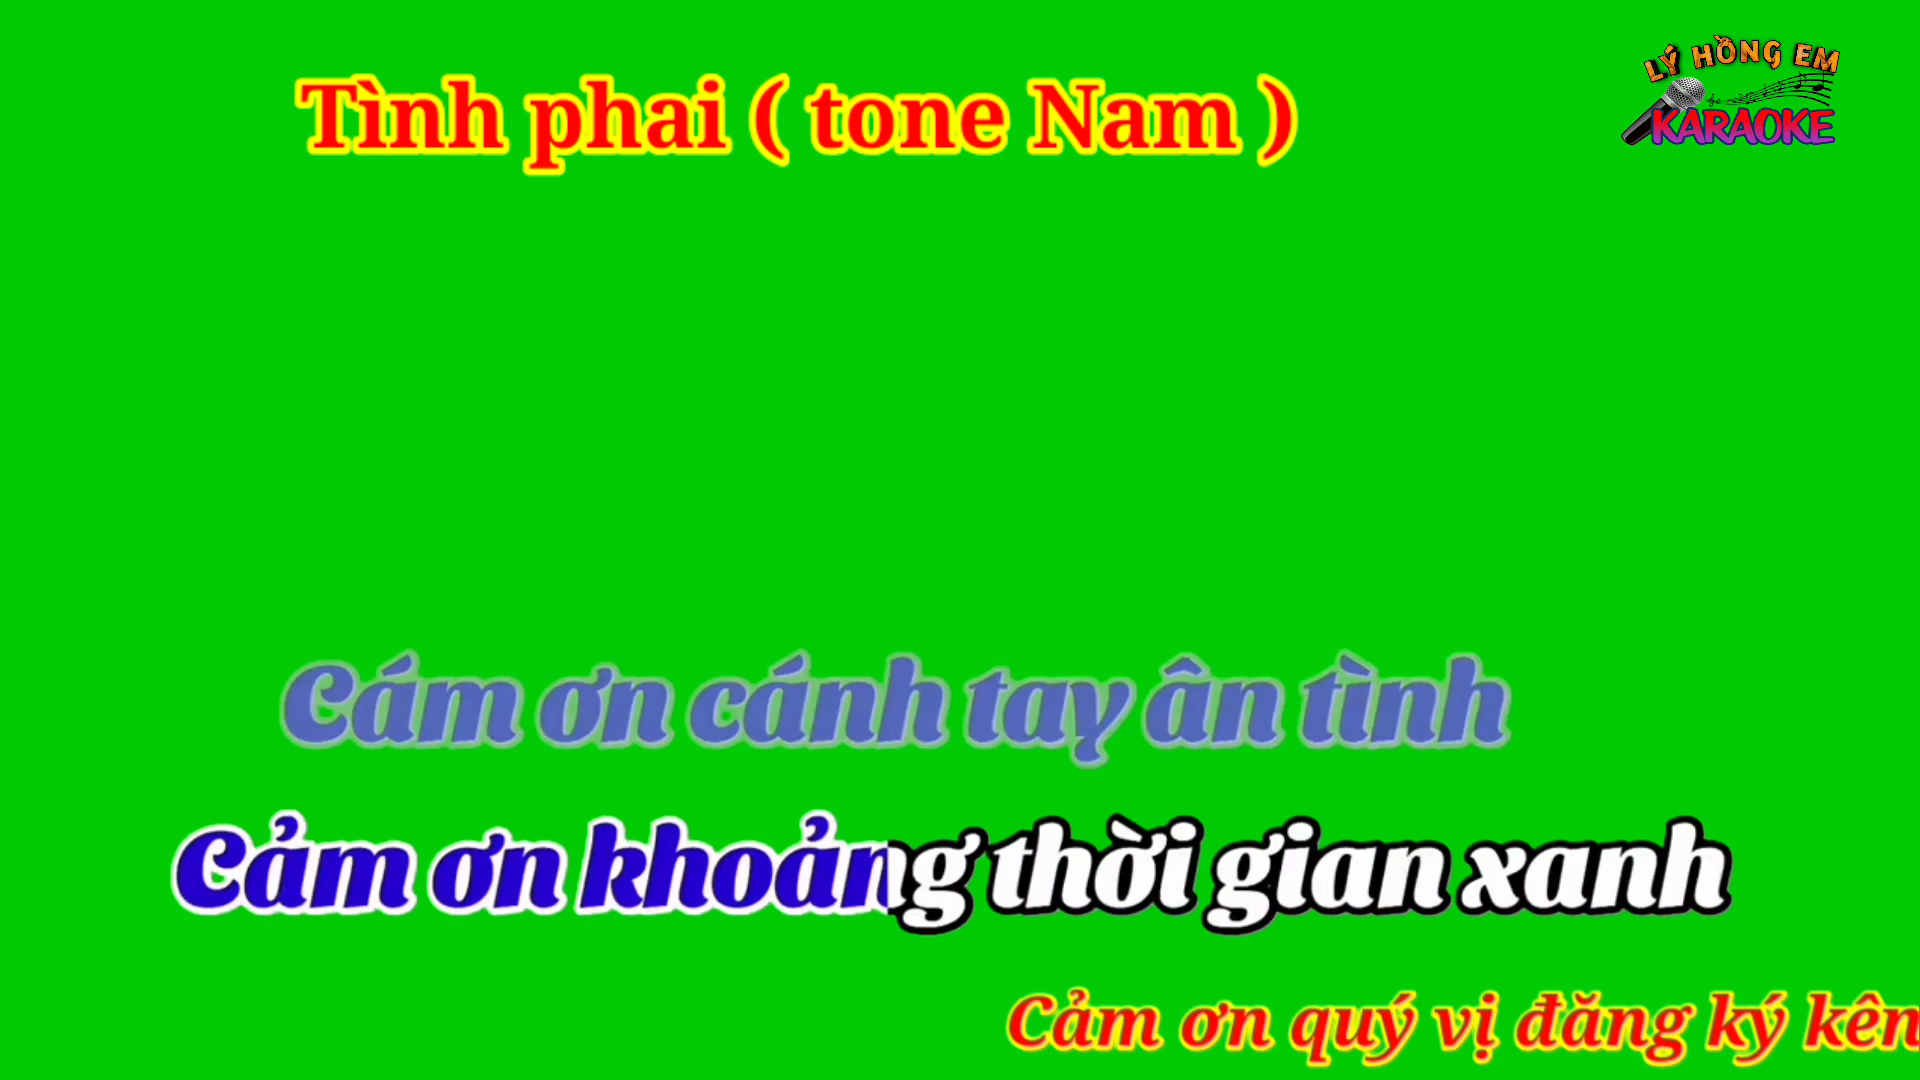 Tình phai ( tone Nam )
LÝ HỒNG EM
KARAOKE
Cám ơn cánh tay ân tình
Cảm ơn khoảng thời gian xanh
Cảm ơn quý vị đăng ký kên